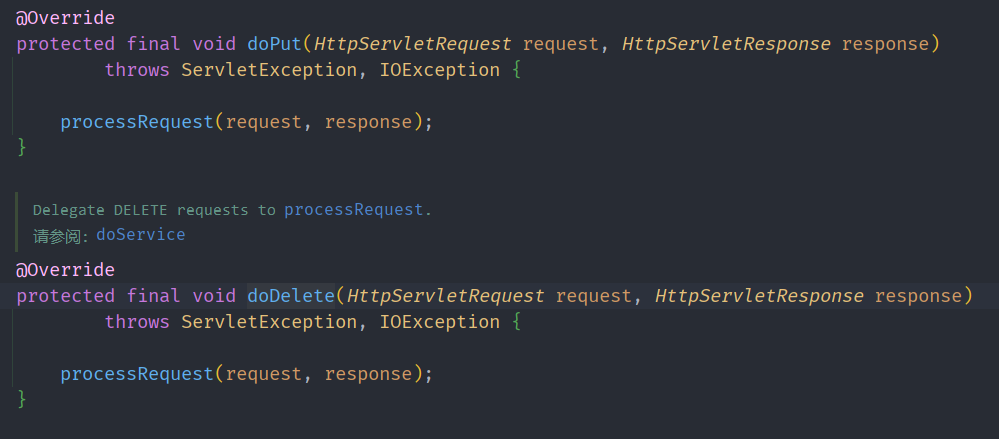 @Override
protected final void doPut(HttpServletRequest request, HttpServletResponse response)
        throws ServletException, IOException {
    processRequest(request, response);
}
Delegate DELETE requests to processRequest.
请参阅: doService
@Override
protected final void doDelete(HttpServletRequest request, HttpServletResponse response)
        throws ServletException, IOException {
    processRequest(request, response);
}